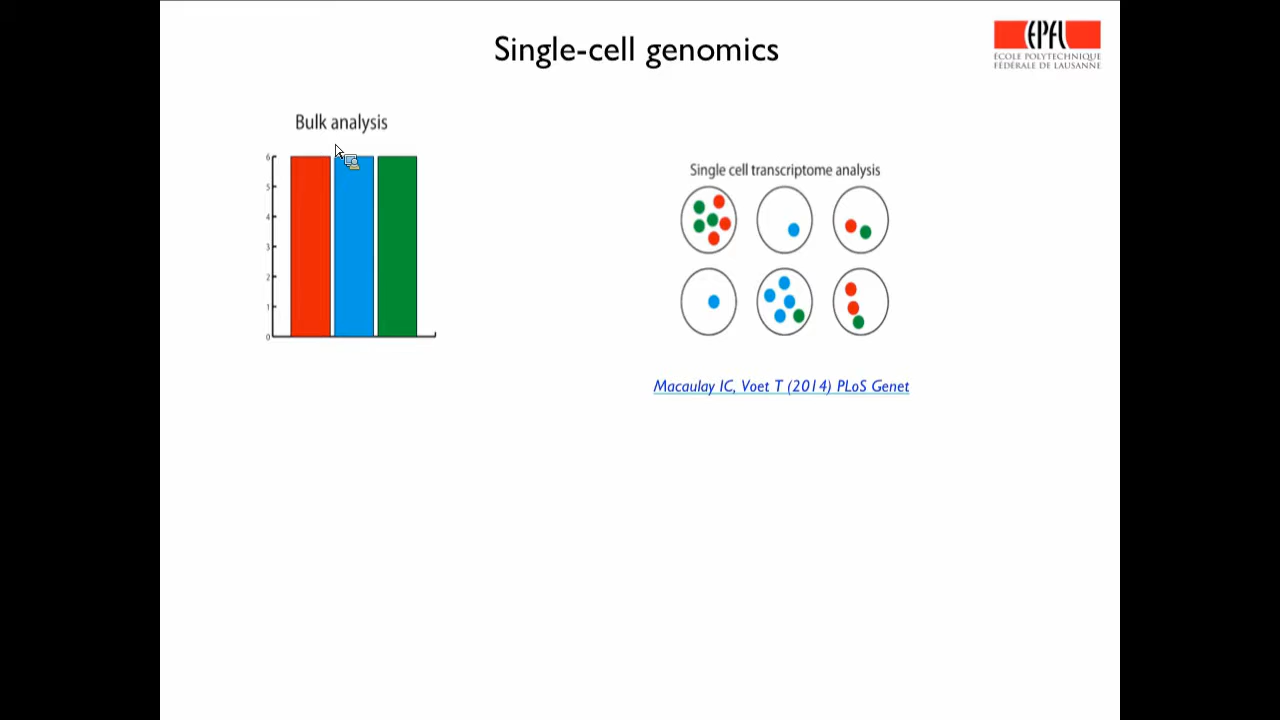 Single-cell genomics
EPFL
ÉCOLE POLYTECHNIQUE
FÉDÉRALE DE LAUSANNE
Bulk analysis
6
5
4
3
2
1
0
Single cell transcriptome analysis
Macaulay IC, Voet T (2014) PLoS Genet